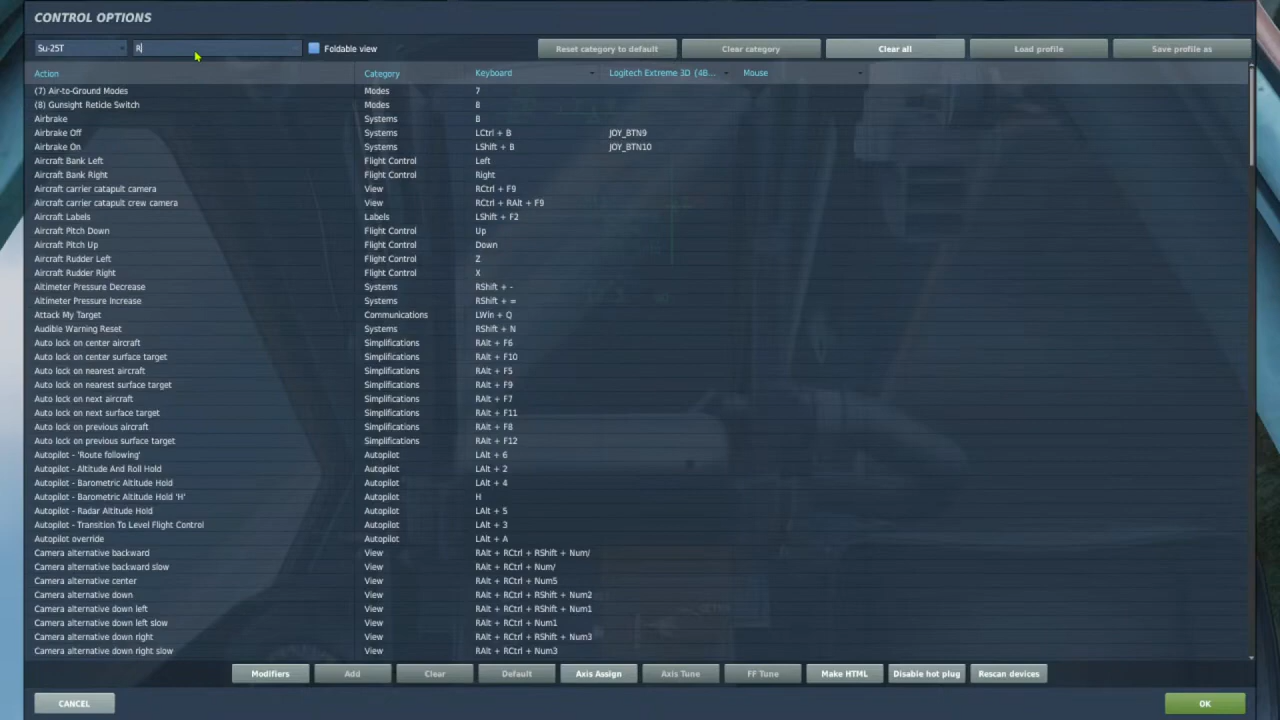 CONTROL OPTIONS
Su-25T R Foldable view Reset category to default Clear category Clear all Load profile Save profile as
Action Category Keyboard Logitech Extreme 3D (4B... Mouse
(7) Air-to-Ground Modes Modes 7
(8) Gunsight Reticle Switch Modes 8
Airbrake Systems B
Airbrake Off Systems LCtrl + B JOY_BTN9
Airbrake On Systems LShift + B JOY_BTN10
Aircraft Bank Left Flight Control Left
Aircraft Bank Right Flight Control Right
Aircraft carrier catapult camera View RCtrl + F9
Aircraft carrier catapult crew camera View RCtrl + RAlt + F9
Aircraft Labels Labels LShift + F2
Aircraft Pitch Down Flight Control Up
Aircraft Pitch Up Flight Control Down
Aircraft Rudder Left Flight Control Z
Aircraft Rudder Right Flight Control X
Altimeter Pressure Decrease Systems RShift + -
Altimeter Pressure Increase Systems RShift + =
Attack My Target Communications LWin + Q
Audible Warning Reset Systems RShift + N
Auto lock on center aircraft Simplifications RAlt + F6
Auto lock on center surface target Simplifications RAlt + F10
Auto lock on nearest aircraft Simplifications RAlt + F5
Auto lock on nearest surface target Simplifications RAlt + F9
Auto lock on next aircraft Simplifications RAlt + F7
Auto lock on next surface target Simplifications RAlt + F11
Auto lock on previous aircraft Simplifications RAlt + F8
Auto lock on previous surface target Simplifications RAlt + F12
Autopilot - 'Route following' Autopilot LAlt + 6
Autopilot - Altitude And Roll Hold Autopilot LAlt + 2
Autopilot - Barometric Altitude Hold Autopilot LAlt + 4
Autopilot - Barometric Altitude Hold 'H' Autopilot H
Autopilot - Radar Altitude Hold Autopilot LAlt + 5
Autopilot - Transition To Level Flight Control Autopilot LAlt + 3
Autopilot override Autopilot LAlt + A
Camera alternative backward View RAlt + RCtrl + RShift + Num/
Camera alternative backward slow View RAlt + RCtrl + Num/
Camera alternative center View RAlt + RCtrl + Num5
Camera alternative down View RAlt + RCtrl + RShift + Num2
Camera alternative down left View RAlt + RCtrl + RShift + Num1
Camera alternative down left slow View RAlt + RCtrl + Num1
Camera alternative down right View RAlt + RCtrl + RShift + Num3
Camera alternative down right slow View RAlt + RCtrl + Num3
Modifiers Add Clear Default Axis Assign Axis Tune FF Tune Make HTML Disable hot plug Rescan devices
CANCEL OK